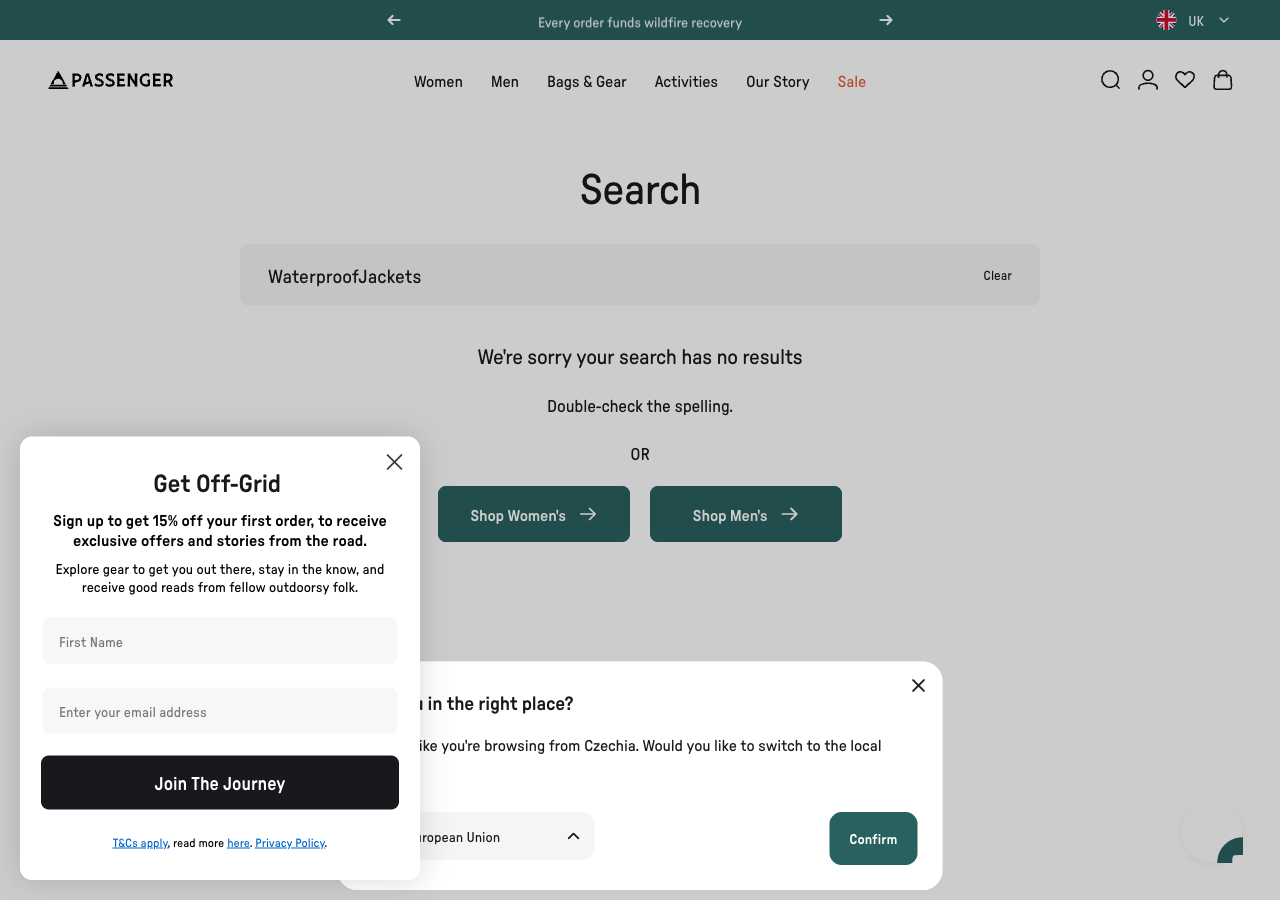 Every order funds wildfire recovery
UK
PASSENGER
Women
Men
Bags & Gear
Activities
Our Story
Sale
Search
WaterproofJackets
Clear
We're sorry your search has no results
Double-check the spelling.
OR
Shop Women's
Shop Men's
Get Off-Grid
Sign up to get 15% off your first order, to receive
exclusive offers and stories from the road.
Explore gear to get you out there, stay in the know, and
receive good reads from fellow outdoorsy folk.
First Name
Enter your email address
Join The Journey
T&Cs apply, read more here. Privacy Policy.
in the right place?
you're browsing from Czechia. Would you like to switch to the local
Union
Confirm